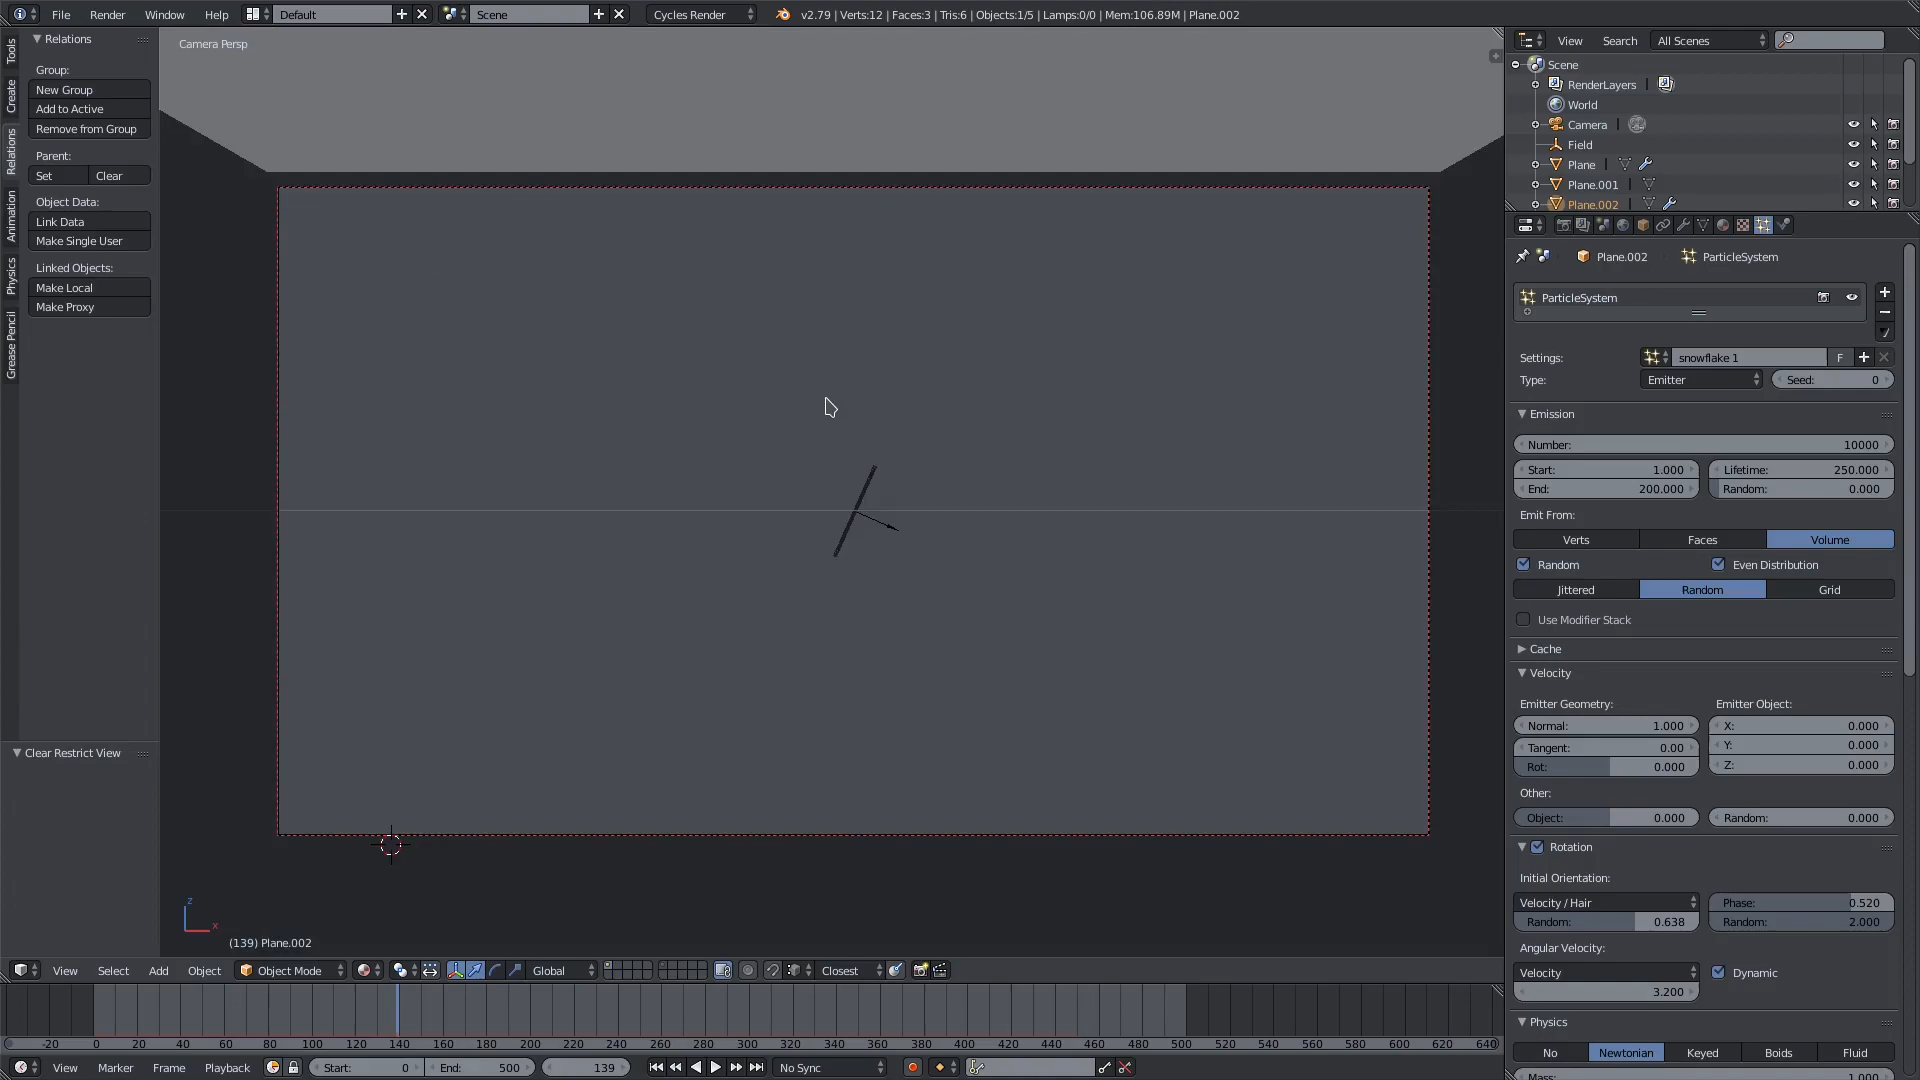 File Render Window Help Default Scene Cycles Render v2.79 | Verts:12 | Faces:3 | Tris:6 | Objects:1/5 | Lamps:0/0 | Mem:106.89M | Plane.002
Tools
Create
Relations
Animation
Physics
Grease Pencil
Relations
Group:
New Group
Add to Active
Remove from Group
Parent:
Set Clear
Object Data:
Link Data
Make Single User
Linked Objects:
Make Local
Make Proxy
Clear Restrict View
Camera Persp
z
x
(139) Plane.002
View Search All Scenes
Scene
RenderLayers
World
Camera
Field
Plane
Plane.001
Plane.002
Plane.002 ParticleSystem
ParticleSystem
Settings: snowflake 1 F
Type: Emitter Seed: 0
Emission
Number: 10000
Start: 1.000 Lifetime: 250.000
End: 200.000 Random: 0.000
Emit From:
Verts Faces Volume
Random Even Distribution
Jittered Random Grid
Use Modifier Stack
Cache
Velocity
Emitter Geometry: Emitter Object:
Normal: 1.000 X: 0.000
Tangent: 0.00 Y: 0.000
Rot: 0.000 Z: 0.000
Other:
Object: 0.000 Random: 0.000
Rotation
Initial Orientation:
Velocity / Hair Phase: 0.520
Random: 0.638 Random: 2.000
Angular Velocity:
Velocity Dynamic
3.200
Physics
No Newtonian Keyed Boids Fluid
Mass: 1.000
View Select Add Object Object Mode Global Closest
-20 0 20 40 60 80 100 120 140 160 180 200 220 240 260 280 300 320 340 360 380 400 420 440 460 480 500 520 540 560 580 600 620 640
View Marker Frame Playback Start: 0 End: 500 139 No Sync